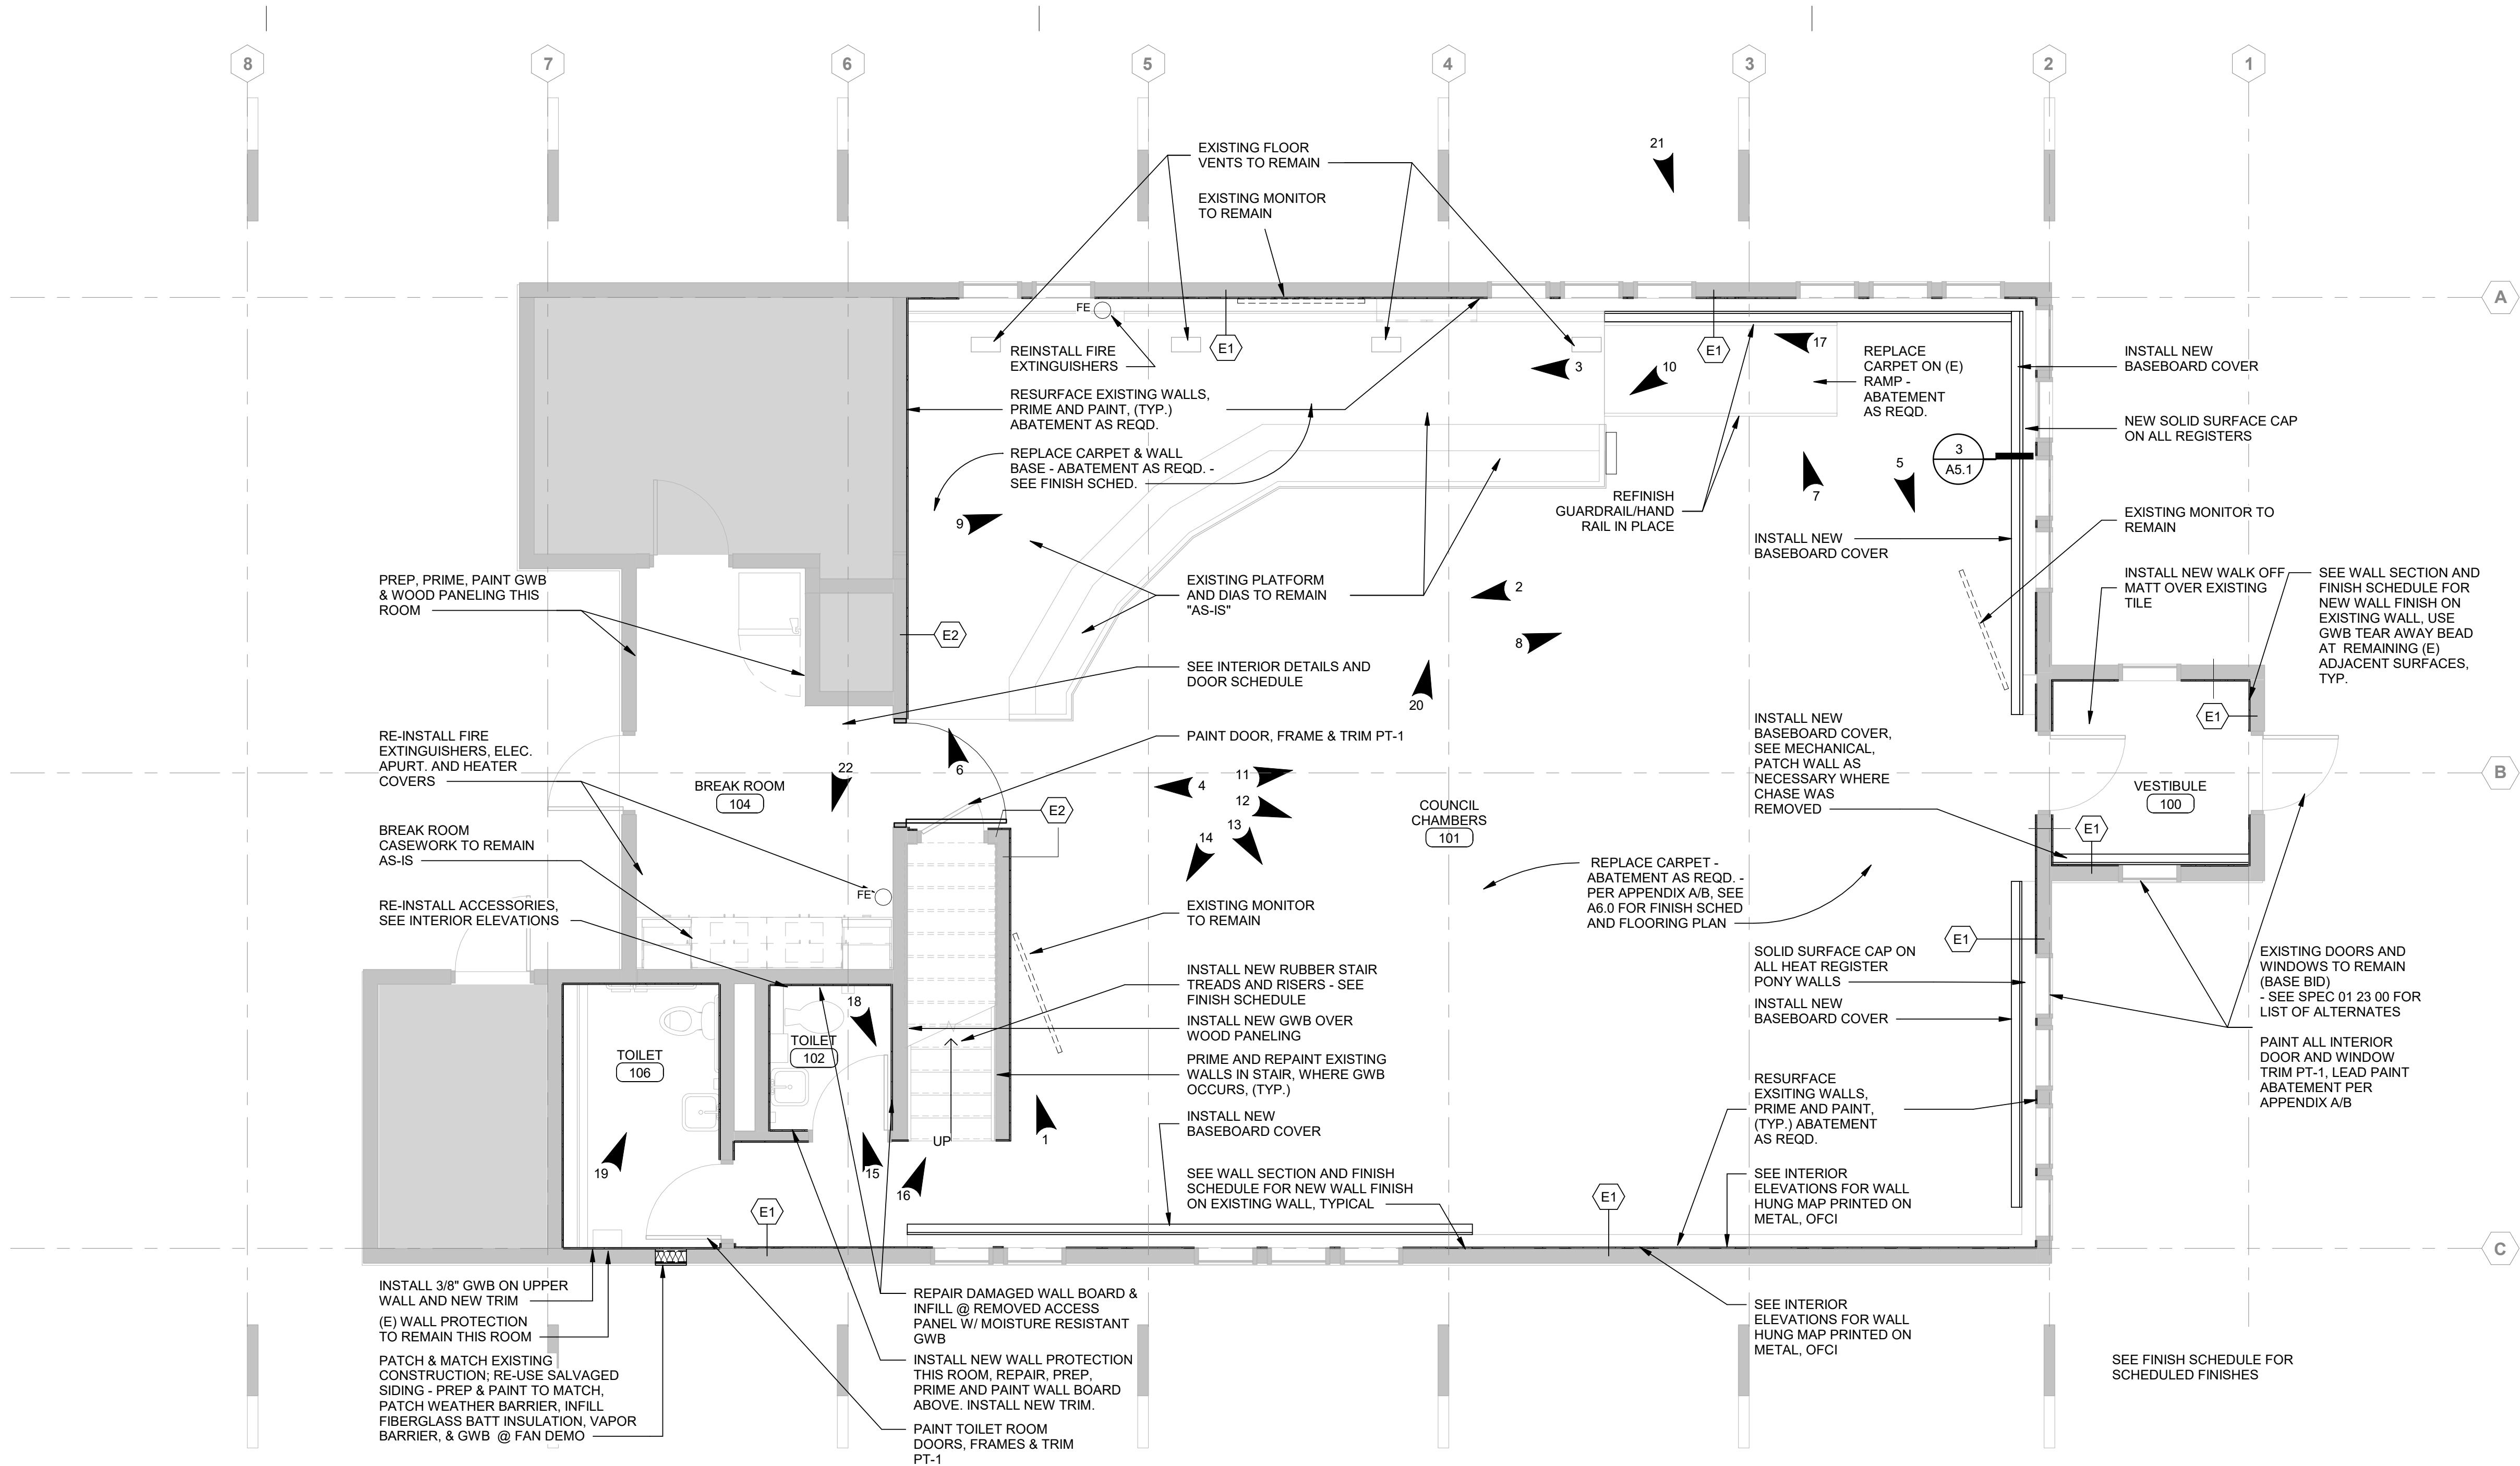 8
7
6
5
4
3
2
1
21
EXISTING FLOOR
VENTS TO REMAIN
EXISTING MONITOR
TO REMAIN
A
FE
E1
E1
17
REINSTALL FIRE
EXTINGUISHERS
3
10
REPLACE
CARPET ON (E)
RAMP -
ABATEMENT
AS REQD.
INSTALL NEW
BASEBOARD COVER
RESURFACE EXISTING WALLS,
PRIME AND PAINT, (TYP.)
ABATEMENT AS REQD.
NEW SOLID SURFACE CAP
ON ALL REGISTERS
REPLACE CARPET & WALL
BASE - ABATEMENT AS REQD. -
SEE FINISH SCHED.
3
A5.1
5
7
9
REFINISH
GUARDRAIL/HAND
RAIL IN PLACE
EXISTING MONITOR TO
REMAIN
INSTALL NEW
BASEBOARD COVER
PREP, PRIME, PAINT GWB
& WOOD PANELING THIS
ROOM
EXISTING PLATFORM
AND DIAS TO REMAIN
"AS-IS"
2
8
INSTALL NEW WALK OFF
MATT OVER EXISTING
TILE
SEE WALL SECTION AND
FINISH SCHEDULE FOR
NEW WALL FINISH ON
EXISTING WALL, USE
GWB TEAR AWAY BEAD
AT  REMAINING (E)
ADJACENT SURFACES,
TYP.
E2
SEE INTERIOR DETAILS AND
DOOR SCHEDULE
20
E1
RE-INSTALL FIRE
EXTINGUISHERS, ELEC.
APURT. AND HEATER
COVERS
PAINT DOOR, FRAME & TRIM PT-1
INSTALL NEW
BASEBOARD COVER,
SEE MECHANICAL,
PATCH WALL AS
NECESSARY WHERE
CHASE WAS
REMOVED
6
22
B
BREAK ROOM
104
4
11
12
13
14
E2
COUNCIL
CHAMBERS
101
VESTIBULE
100
E1
BREAK ROOM
CASEWORK TO REMAIN
AS-IS
FE
REPLACE CARPET -
ABATEMENT AS REQD. -
PER APPENDIX A/B, SEE
A6.0 FOR FINISH SCHED
AND FLOORING PLAN
RE-INSTALL ACCESSORIES,
SEE INTERIOR ELEVATIONS
EXISTING MONITOR
TO REMAIN
E1
SOLID SURFACE CAP ON
ALL HEAT REGISTER
PONY WALLS
EXISTING DOORS AND
WINDOWS TO REMAIN
(BASE BID)
- SEE SPEC 01 23 00 FOR
LIST OF ALTERNATES
INSTALL NEW RUBBER STAIR
TREADS AND RISERS - SEE
FINISH SCHEDULE
INSTALL NEW
BASEBOARD COVER
18
INSTALL NEW GWB OVER
WOOD PANELING
TOILET
102
TOILET
106
PAINT ALL INTERIOR
DOOR AND WINDOW
TRIM PT-1, LEAD PAINT
ABATEMENT PER
APPENDIX A/B
PRIME AND REPAINT EXISTING
WALLS IN STAIR, WHERE GWB
OCCURS, (TYP.)
RESURFACE
EXSITING WALLS,
PRIME AND PAINT,
(TYP.) ABATEMENT
AS REQD.
INSTALL NEW
BASEBOARD COVER
UP
1
19
15
16
SEE WALL SECTION AND FINISH
SCHEDULE FOR NEW WALL FINISH
ON EXISTING WALL, TYPICAL
SEE INTERIOR
ELEVATIONS FOR WALL
HUNG MAP PRINTED ON
METAL, OFCI
E1
E1
C
INSTALL 3/8" GWB ON UPPER
WALL AND NEW TRIM
(E) WALL PROTECTION
TO REMAIN THIS ROOM
PATCH & MATCH EXISTING
CONSTRUCTION; RE-USE SALVAGED
SIDING - PREP & PAINT TO MATCH,
PATCH WEATHER BARRIER, INFILL
FIBERGLASS BATT INSULATION, VAPOR
BARRIER, & GWB  @ FAN DEMO
REPAIR DAMAGED WALL BOARD &
INFILL @ REMOVED ACCESS
PANEL W/ MOISTURE RESISTANT
GWB
INSTALL NEW WALL PROTECTION
THIS ROOM, REPAIR, PREP,
PRIME AND PAINT WALL BOARD
ABOVE. INSTALL NEW TRIM.
PAINT TOILET ROOM
DOORS, FRAMES & TRIM
PT-1
SEE INTERIOR
ELEVATIONS FOR WALL
HUNG MAP PRINTED ON
METAL, OFCI
SEE FINISH SCHEDULE FOR
SCHEDULED FINISHES